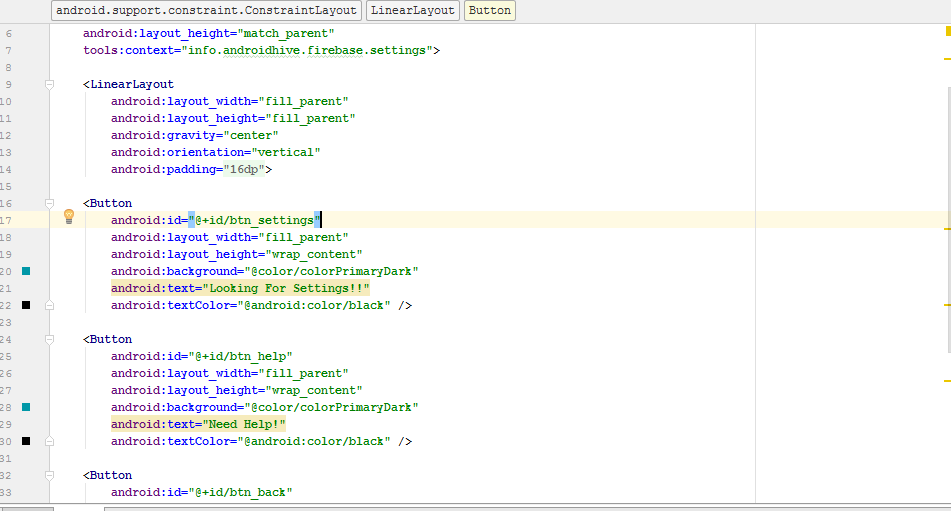 android.support.constraint.ConstraintLayout LinearLayout Button
6 android:layout_height="match_parent"
7 tools:context="info.androidhive.firebase.settings">
8
9 <LinearLayout
10 android:layout_width="fill_parent"
11 android:layout_height="fill_parent"
12 android:gravity="center"
13 android:orientation="vertical"
14 android:padding="16dp">
15
16 <Button
17 android:id="@+id/btn_settings"
18 android:layout_width="fill_parent"
19 android:layout_height="wrap_content"
20 android:background="@color/colorPrimaryDark"
21 android:text="Looking For Settings!!"
22 android:textColor="@android:color/black" />
23
24 <Button
25 android:id="@+id/btn_help"
26 android:layout_width="fill_parent"
27 android:layout_height="wrap_content"
28 android:background="@color/colorPrimaryDark"
29 android:text="Need Help!"
30 android:textColor="@android:color/black" />
31
32 <Button
33 android:id="@+id/btn_back"